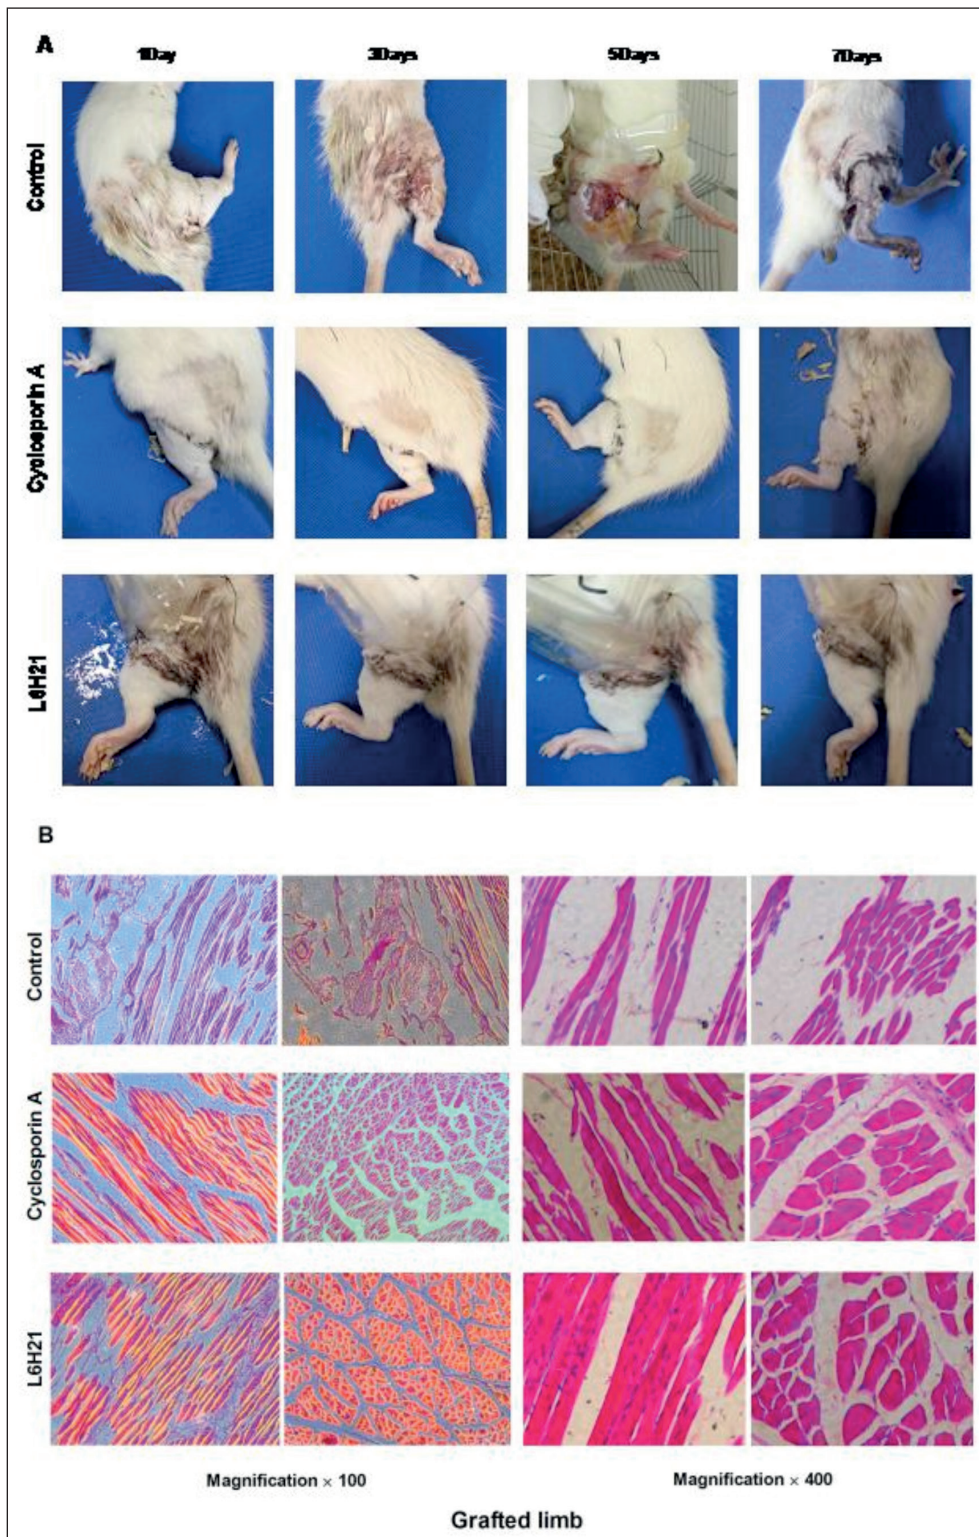 A
1Day 3Days 5Days 7Days
Control
Cyclosporin A
L6H21
B
Control
Cyclosporin A
L6H21
Magnification × 100 Magnification × 400
Grafted limb